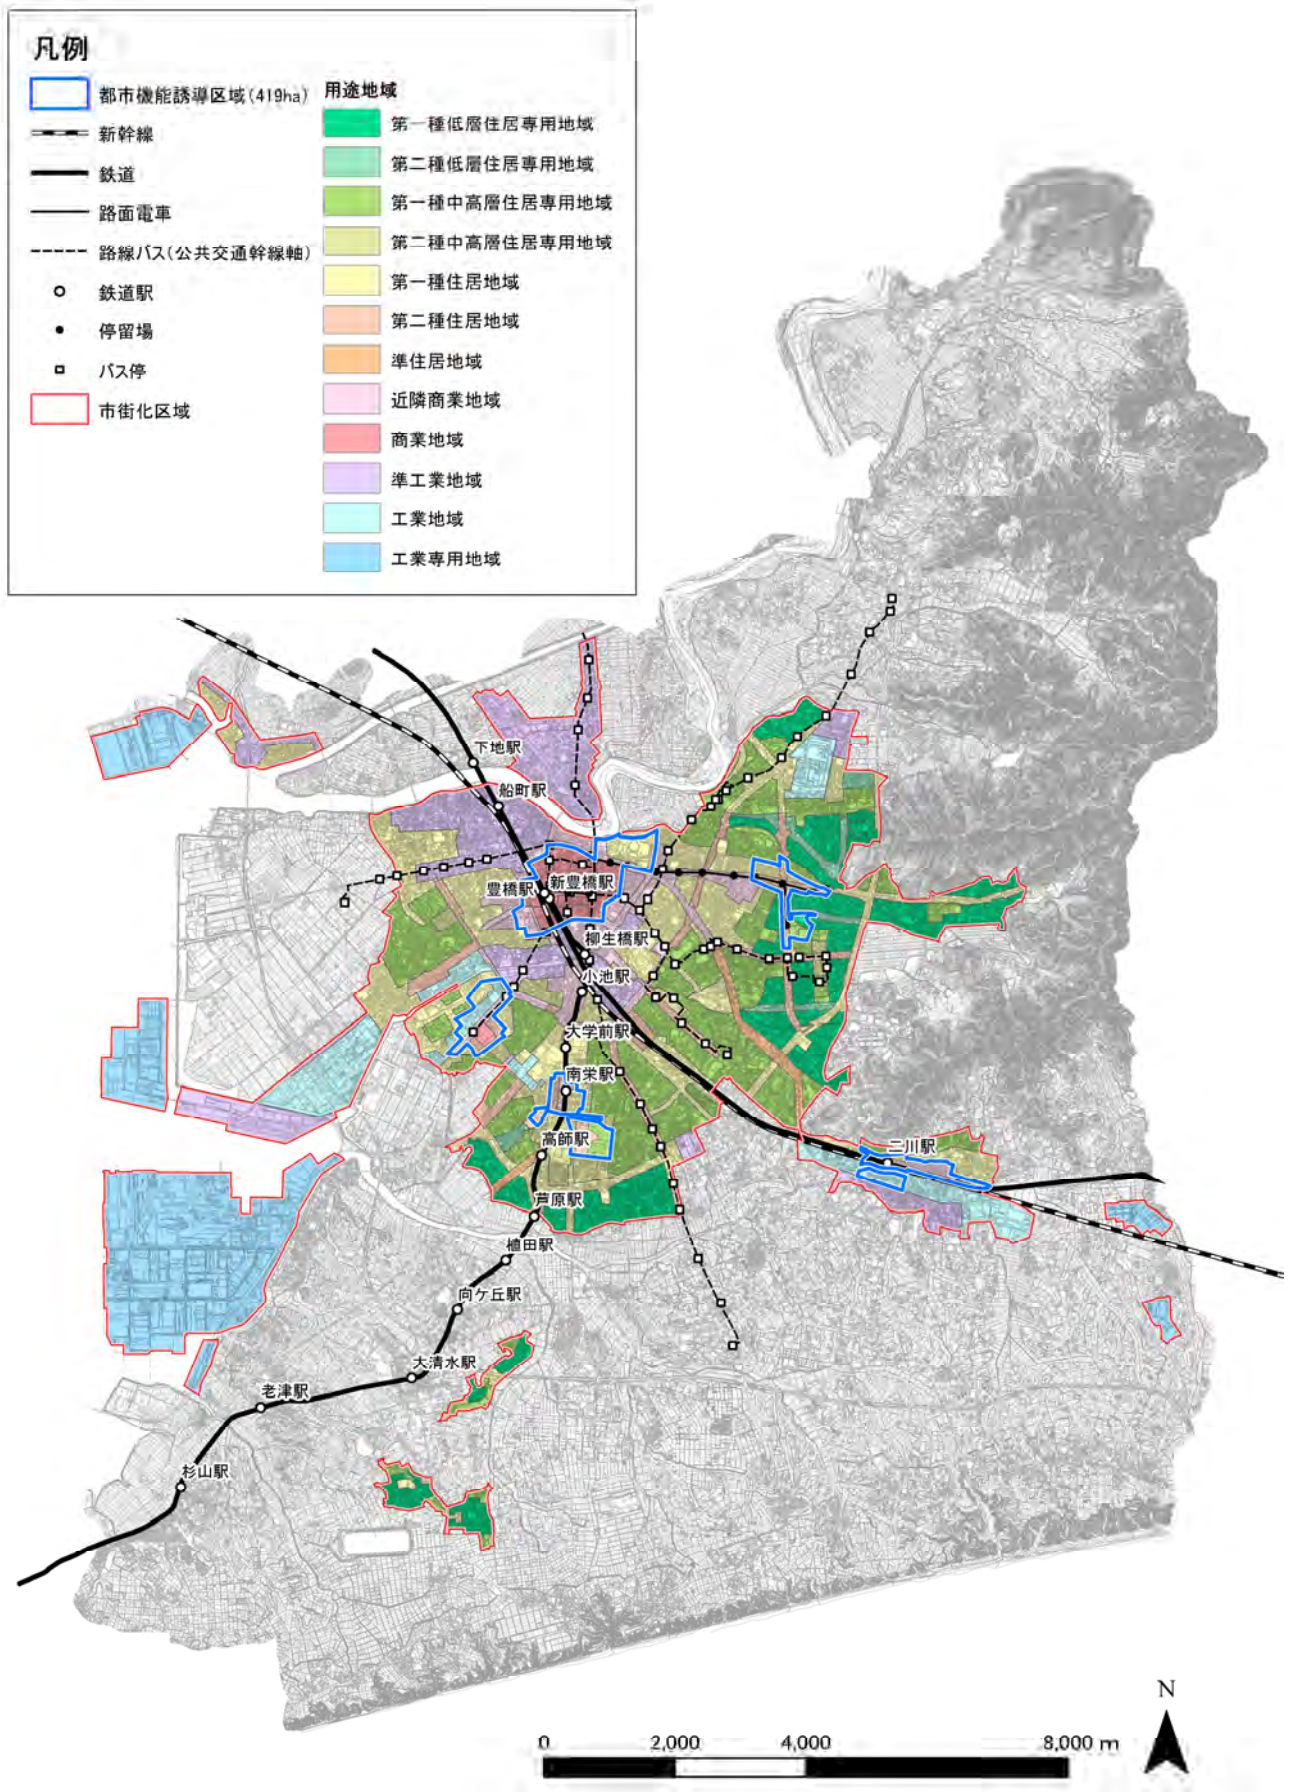 凡例
都市機能誘導区域(419ha)
新幹線
鉄道
路面電車
路線バス(公共交通幹線軸)
鉄道駅
停留場
バス停
市街化区域
用途地域
第一種低層住居専用地域
第二種低層住居専用地域
第一種中高層住居専用地域
第二種中高層住居専用地域
第一種住居地域
第二種住居地域
準住居地域
近隣商業地域
商業地域
準工業地域
工業地域
工業専用地域
下地駅
船町駅
豊橋駅
新豊橋駅
柳生橋駅
小池駅
大学前駅
南栄駅
高師駅
二川駅
芦原駅
植田駅
向ケ丘駅
大清水駅
老津駅
杉山駅
N
0 2,000 4,000 8,000 m